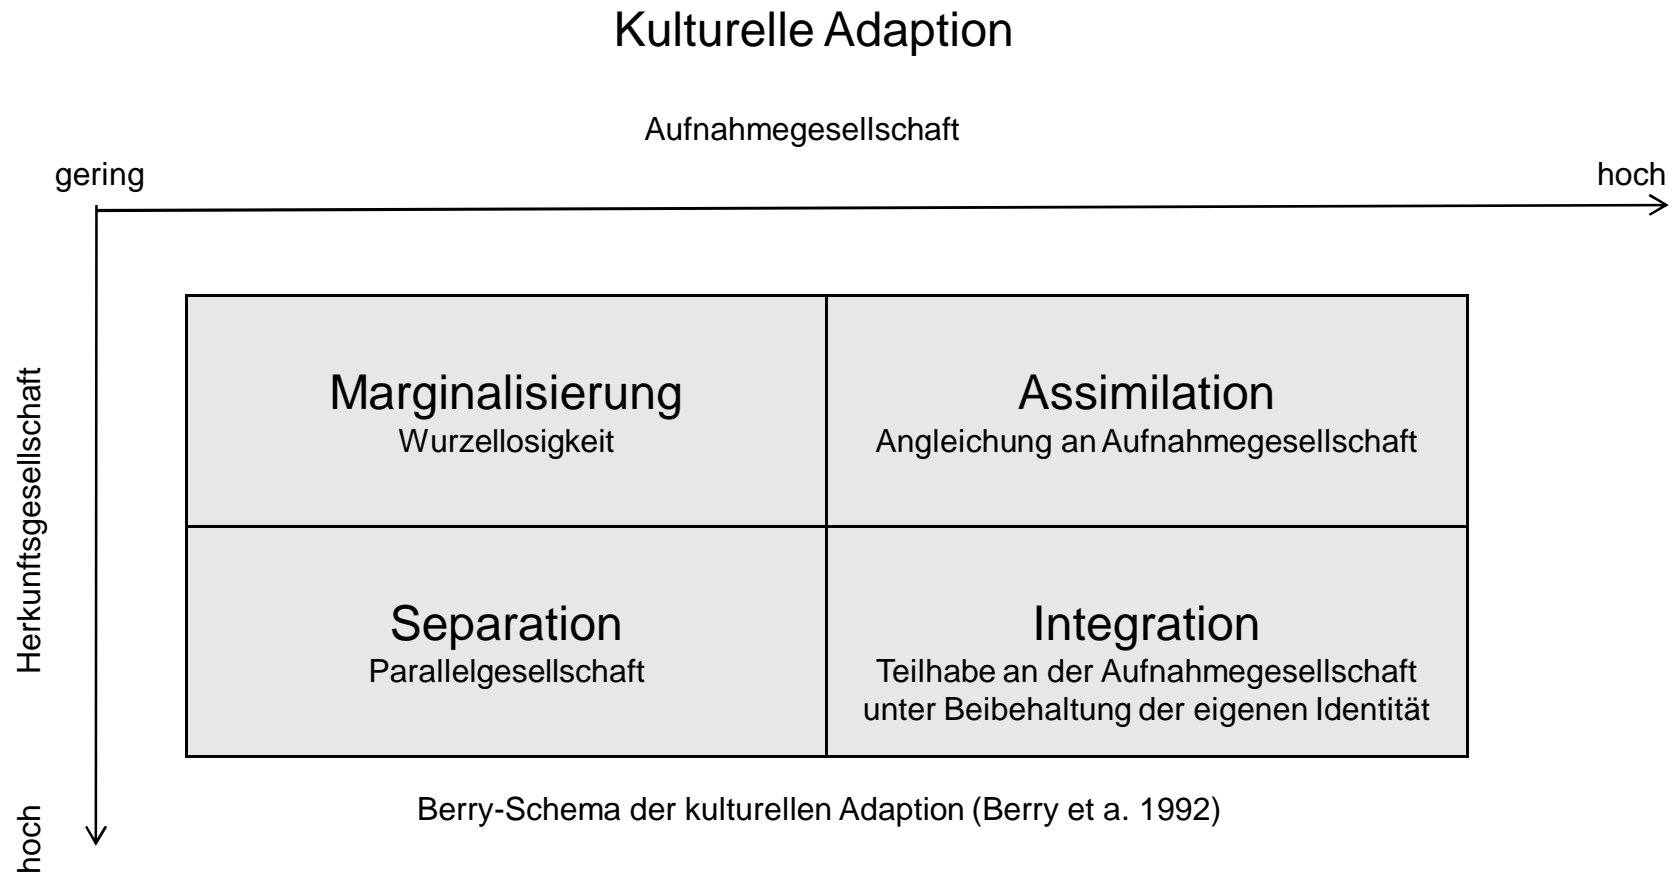 Kulturelle Adaption
Aufnahmegesellschaft
gering
hoch
Herkunftsgesellschaft
hoch
Marginalisierung
Wurzellosigkeit
Assimilation
Angleichung an Aufnahmegesellschaft
Separation
Parallelgesellschaft
Integration
Teilhabe an der Aufnahmegesellschaft
unter Beibehaltung der eigenen Identität
Berry-Schema der kulturellen Adaption (Berry et a. 1992)